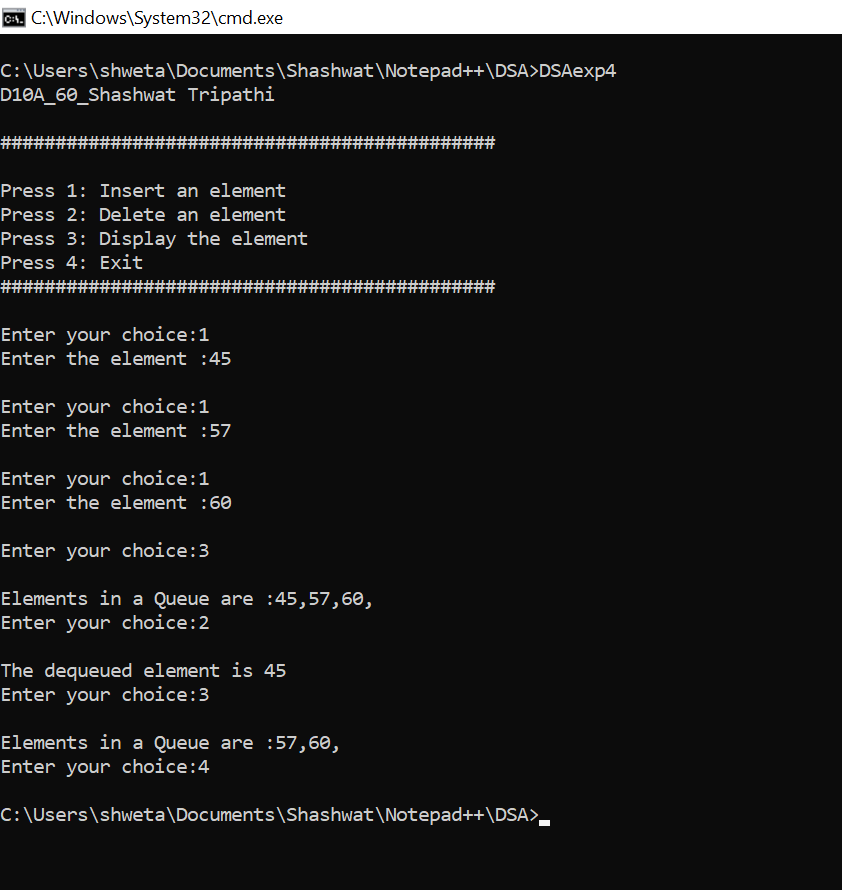 C:\Windows\System32\cmd.exe
C:\Users\shweta\Documents\Shashwat\Notepad++\DSA>DSAexp4
D10A_60_Shashwat Tripathi
#############################################
Press 1: Insert an element
Press 2: Delete an element
Press 3: Display the element
Press 4: Exit
#############################################
Enter your choice:1
Enter the element :45
Enter your choice:1
Enter the element :57
Enter your choice:1
Enter the element :60
Enter your choice:3
Elements in a Queue are :45,57,60,
Enter your choice:2
The dequeued element is 45
Enter your choice:3
Elements in a Queue are :57,60,
Enter your choice:4
C:\Users\shweta\Documents\Shashwat\Notepad++\DSA>